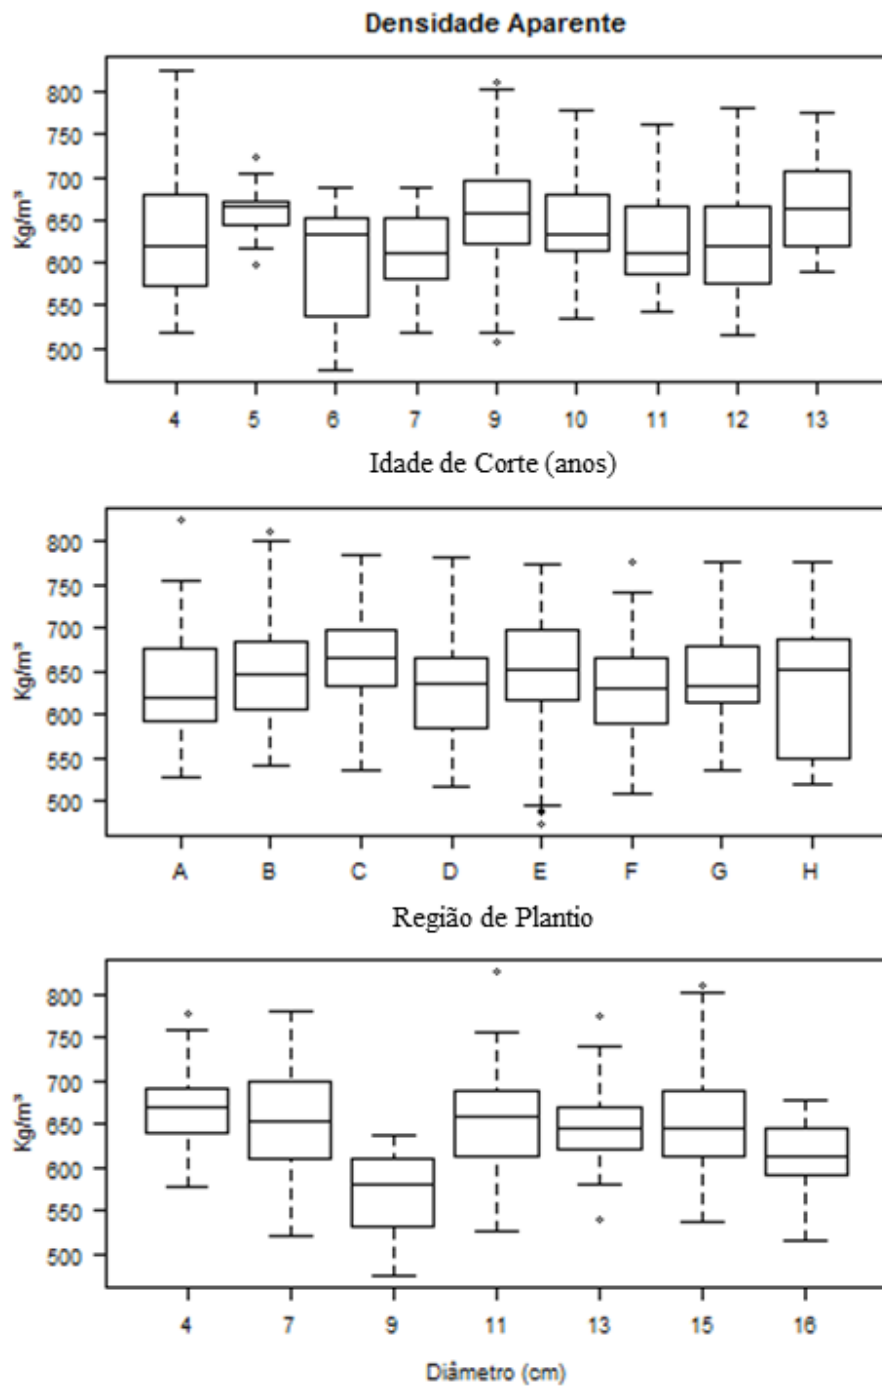 Densidade Aparente
800
750
700
650
600
550
500
Kg/m³
4 5 6 7 9 10 11 12 13
Idade de Corte (anos)
800
750
700
650
600
550
500
Kg/m³
A B C D E F G H
Região de Plantio
800
750
700
650
600
550
500
Kg/m³
4 7 9 11 13 15 16
Diâmetro (cm)